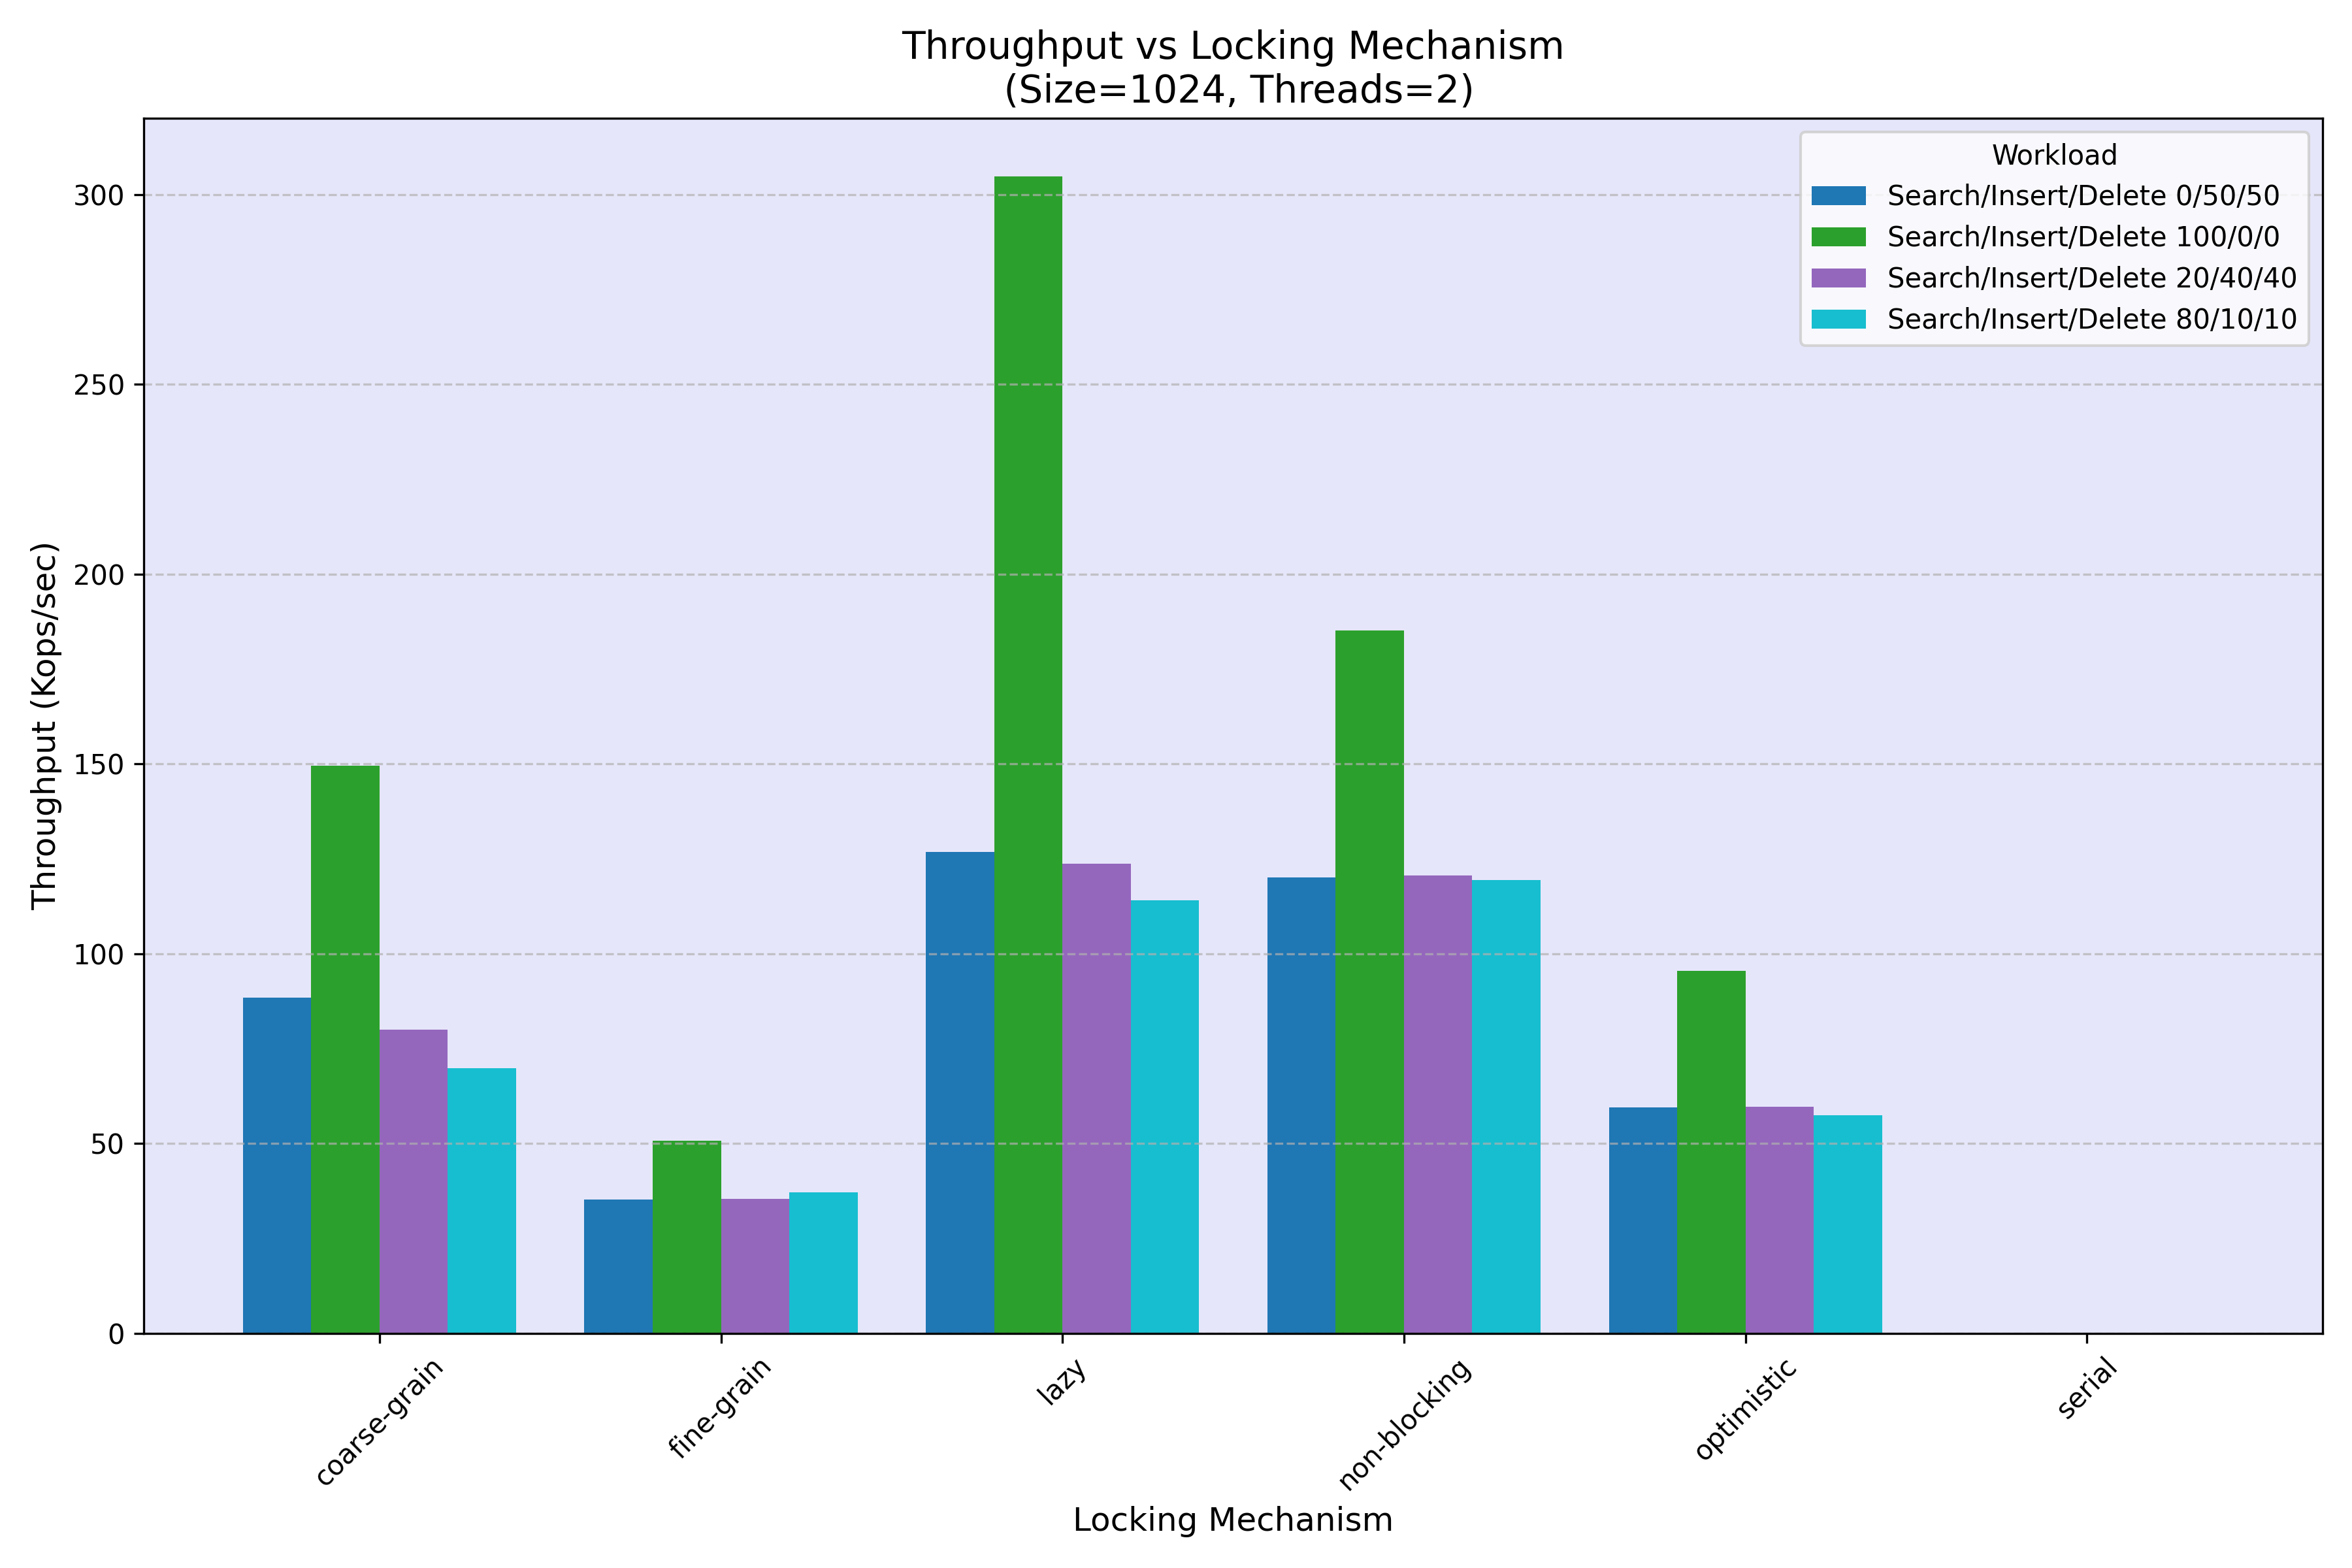 Throughput vs Locking Mechanism
(Size=1024, Threads=2)
Workload
Search/Insert/Delete 0/50/50
Search/Insert/Delete 100/0/0
Search/Insert/Delete 20/40/40
Search/Insert/Delete 80/10/10
Throughput (Kops/sec)
300
250
200
150
100
50
0
coarse-grain
fine-grain
lazy
non-blocking
optimistic
serial
Locking Mechanism